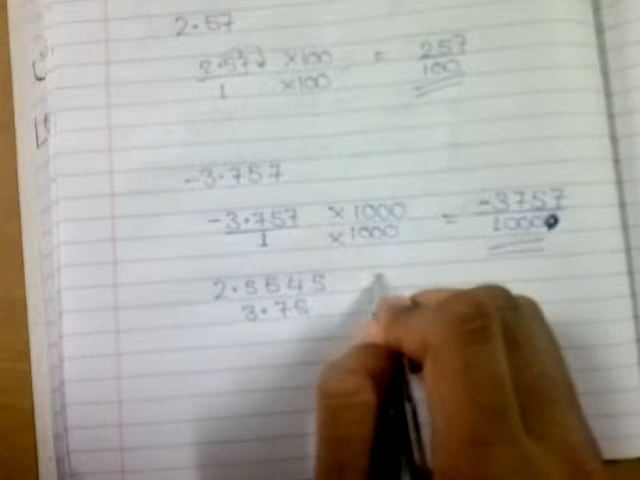 2.57
2.57 ×100 = 257
1 ×100 100
-3.757
-3.757 ×1000 = -3757
1 ×1000 1000
2.5545
3.75